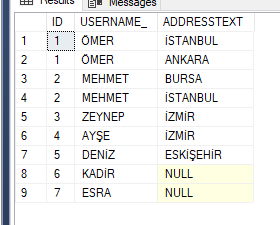 Results Messages
ID USERNAME_ ADDRESSTEXT
1 1 ÖMER İSTANBUL
2 1 ÖMER ANKARA
3 2 MEHMET BURSA
4 2 MEHMET İSTANBUL
5 3 ZEYNEP İZMİR
6 4 AYŞE İZMİR
7 5 DENİZ ESKİŞEHİR
8 6 KADİR NULL
9 7 ESRA NULL